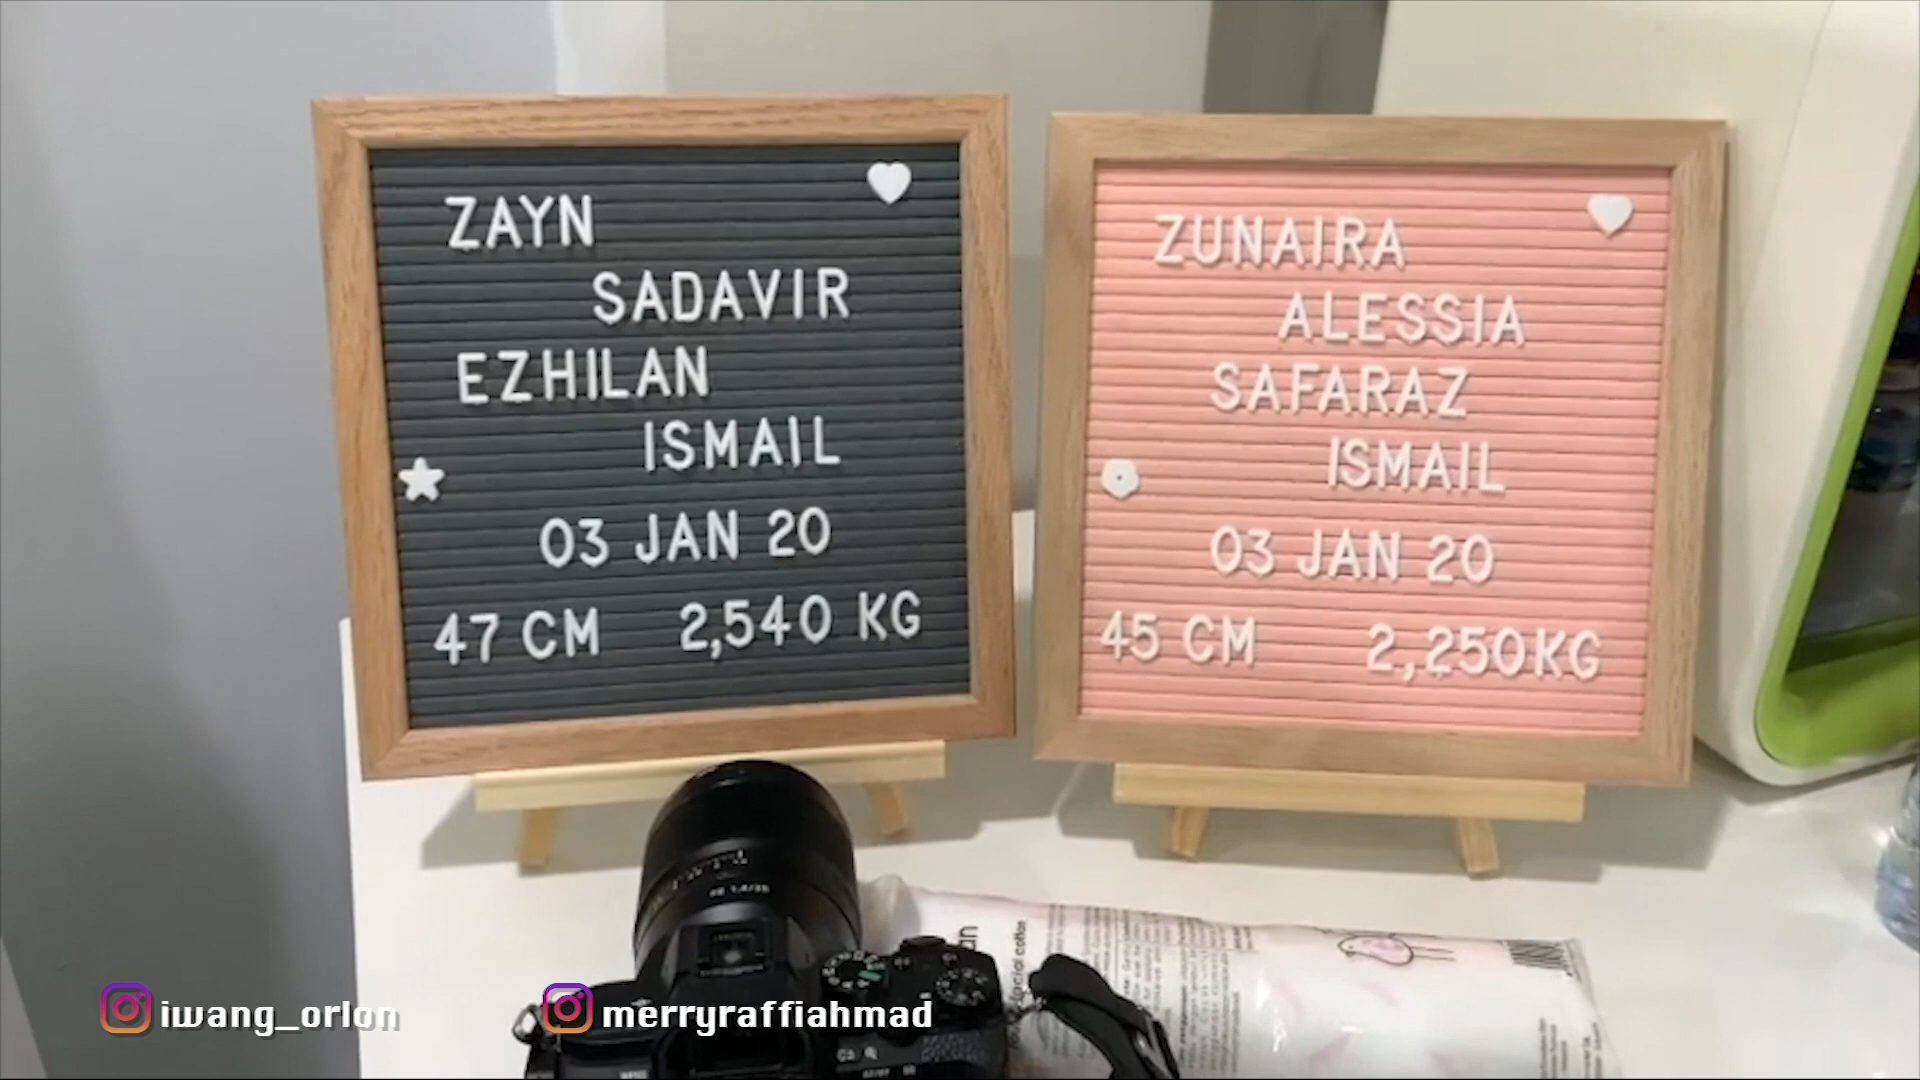 ZAYN
SADAVIR
EZHILAN
ISMAIL
03 JAN 20
47 CM 2,540 KG
ZUNAIRA
ALESSIA
SAFARAZ
ISMAIL
03 JAN 20
45 CM 2,250KG
cotton
iwang_orlon
merryraffiahmad